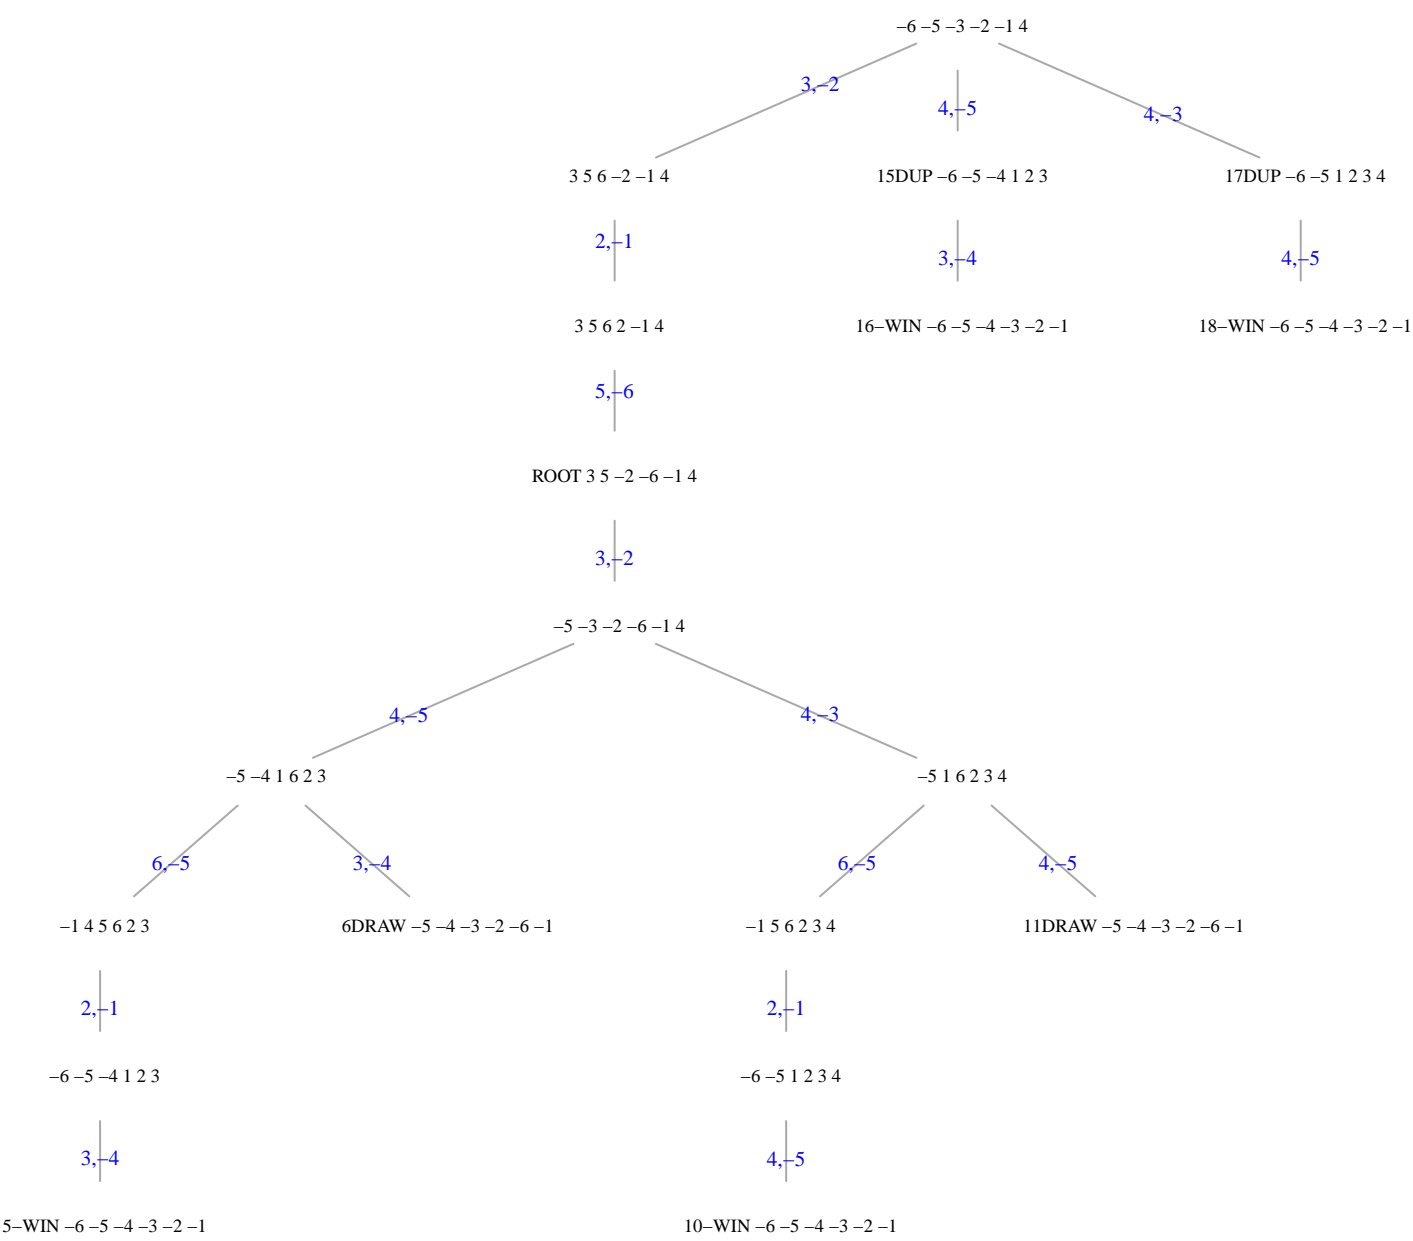 –6 –5 –3 –2 –1 4
3,–2
4,–5
4,–3
3 5 6 –2 –1 4
15DUP –6 –5 –4 1 2 3
17DUP –6 –5 1 2 3 4
2,–1
3,–4
4,–5
3 5 6 2 –1 4
16–WIN –6 –5 –4 –3 –2 –1
18–WIN –6 –5 –4 –3 –2 –1
5,–6
ROOT 3 5 –2 –6 –1 4
3,–2
–5 –3 –2 –6 –1 4
4,–5
4,–3
–5 –4 1 6 2 3
–5 1 6 2 3 4
6,–5
3,–4
6,–5
4,–5
–1 4 5 6 2 3
6DRAW –5 –4 –3 –2 –6 –1
–1 5 6 2 3 4
11DRAW –5 –4 –3 –2 –6 –1
2,–1
2,–1
–6 –5 –4 1 2 3
–6 –5 1 2 3 4
3,–4
4,–5
5–WIN –6 –5 –4 –3 –2 –1
10–WIN –6 –5 –4 –3 –2 –1